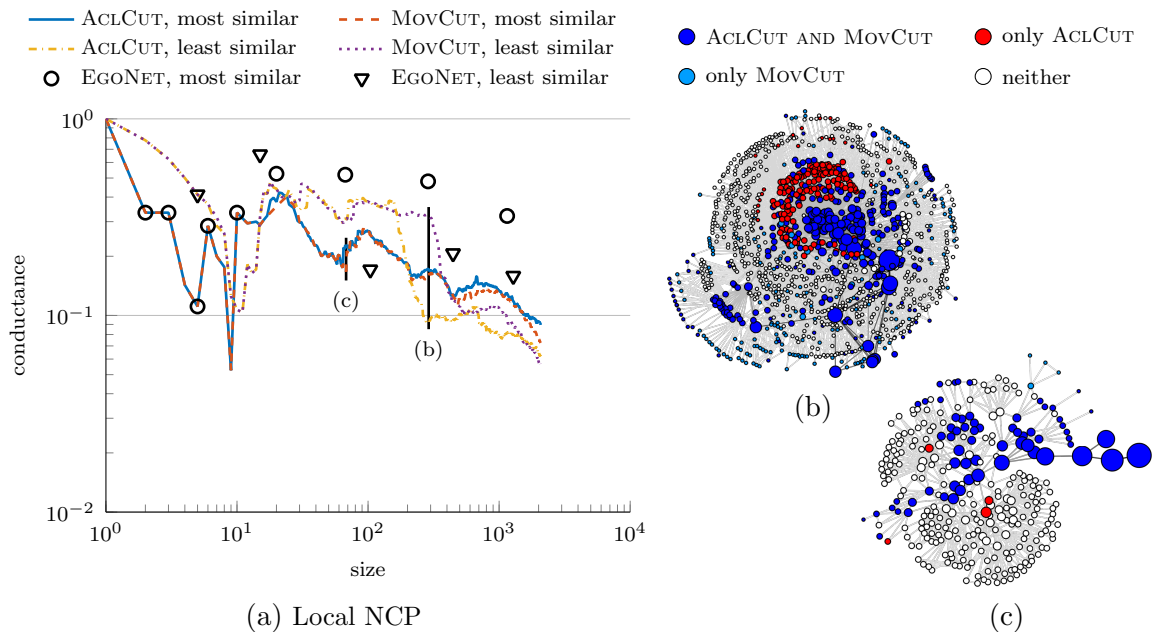 ACLCUT, most similar MOVCUT, most similar
ACLCUT, least similar MOVCUT, least similar
EGONET, most similar EGONET, least similar
ACLCUT AND MOVCUT only ACLCUT
only MOVCUT neither
10^0
10^−1
10^−2
conductance
(c)
(b)
10^0 10^1 10^2 10^3 10^4
size
(a) Local NCP
(b)
(c)